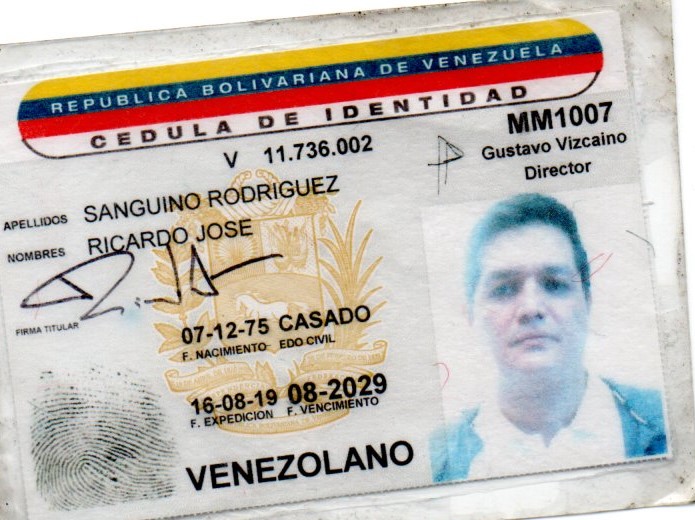 REPUBLICA BOLIVARIANA DE VENEZUELA
CEDULA DE IDENTIDAD
V 11.736.002
MM1007
Gustavo Vizcaino
Director
APELLIDOS SANGUINO RODRIGUEZ
NOMBRES RICARDO JOSE
FIRMA TITULAR
07-12-75 CASADO
F. NACIMIENTO EDO CIVIL
16-08-19 08-2029
F. EXPEDICION F. VENCIMIENTO
VENEZOLANO